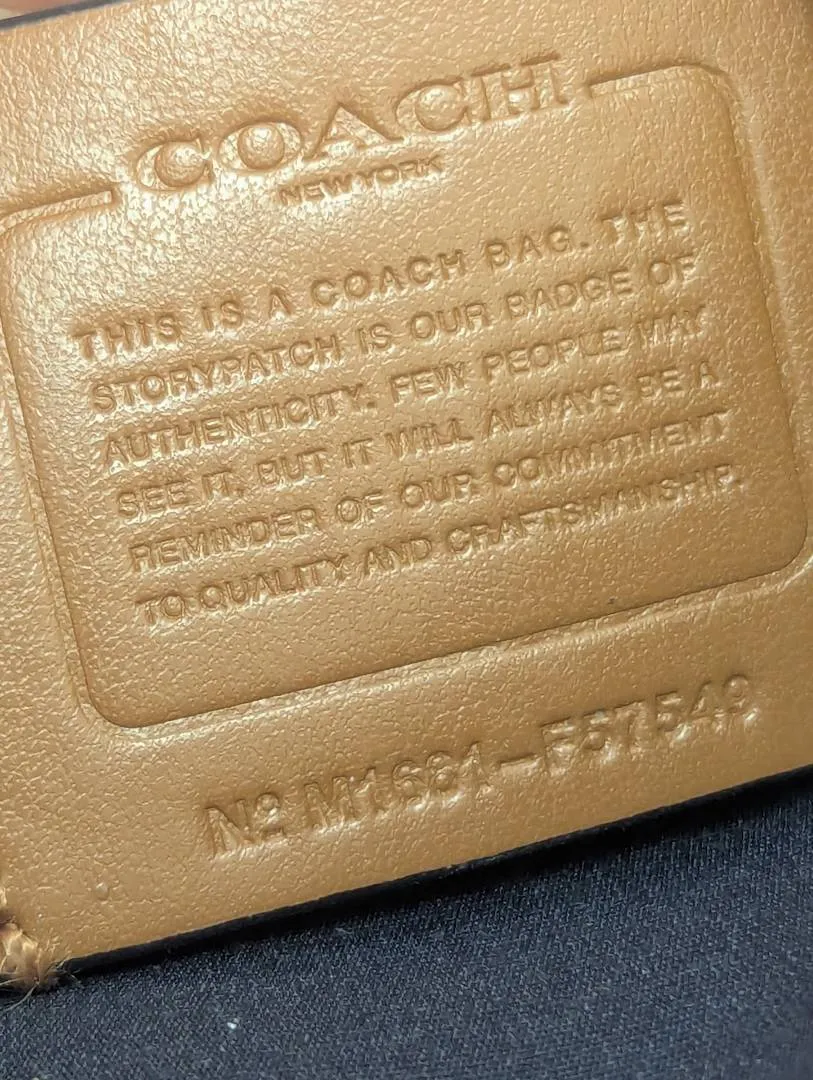 COACH
NEW YORK
THIS IS A COACH BAG. THE
STORYPATCH IS OUR BADGE OF
AUTHENTICITY. FEW PEOPLE MAY
SEE IT. BUT IT WILL ALWAYS BE A
REMINDER OF OUR COMMITMENT
TO QUALITY AND CRAFTSMANSHIP.
Nº M1681-F57549